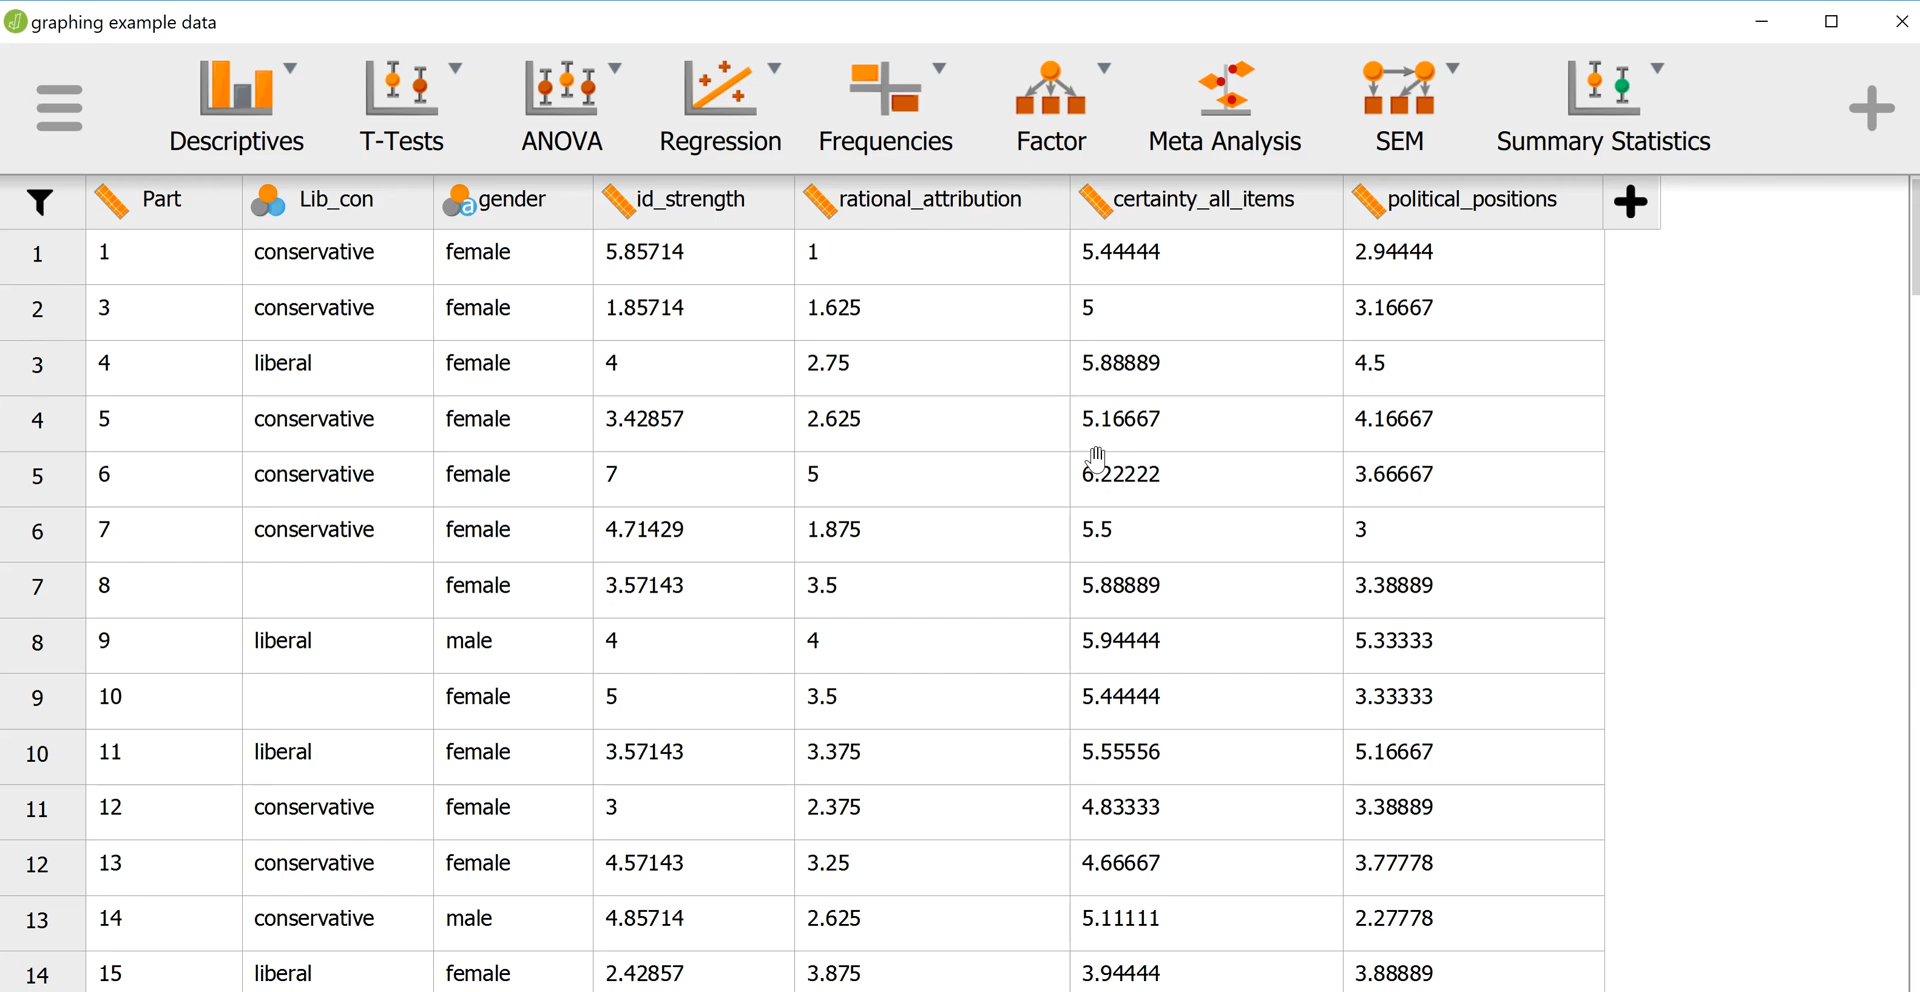 graphing example data
Descriptives T-Tests ANOVA Regression Frequencies Factor Meta Analysis SEM Summary Statistics
Part Lib_con gender id_strength rational_attribution certainty_all_items political_positions
1 1 conservative female 5.85714 1 5.44444 2.94444
2 3 conservative female 1.85714 1.625 5 3.16667
3 4 liberal female 4 2.75 5.88889 4.5
4 5 conservative female 3.42857 2.625 5.16667 4.16667
5 6 conservative female 7 5 6.22222 3.66667
6 7 conservative female 4.71429 1.875 5.5 3
7 8 female 3.57143 3.5 5.88889 3.38889
8 9 liberal male 4 4 5.94444 5.33333
9 10 female 5 3.5 5.44444 3.33333
10 11 liberal female 3.57143 3.375 5.55556 5.16667
11 12 conservative female 3 2.375 4.83333 3.38889
12 13 conservative female 4.57143 3.25 4.66667 3.77778
13 14 conservative male 4.85714 2.625 5.11111 2.27778
14 15 liberal female 2.42857 3.875 3.94444 3.88889